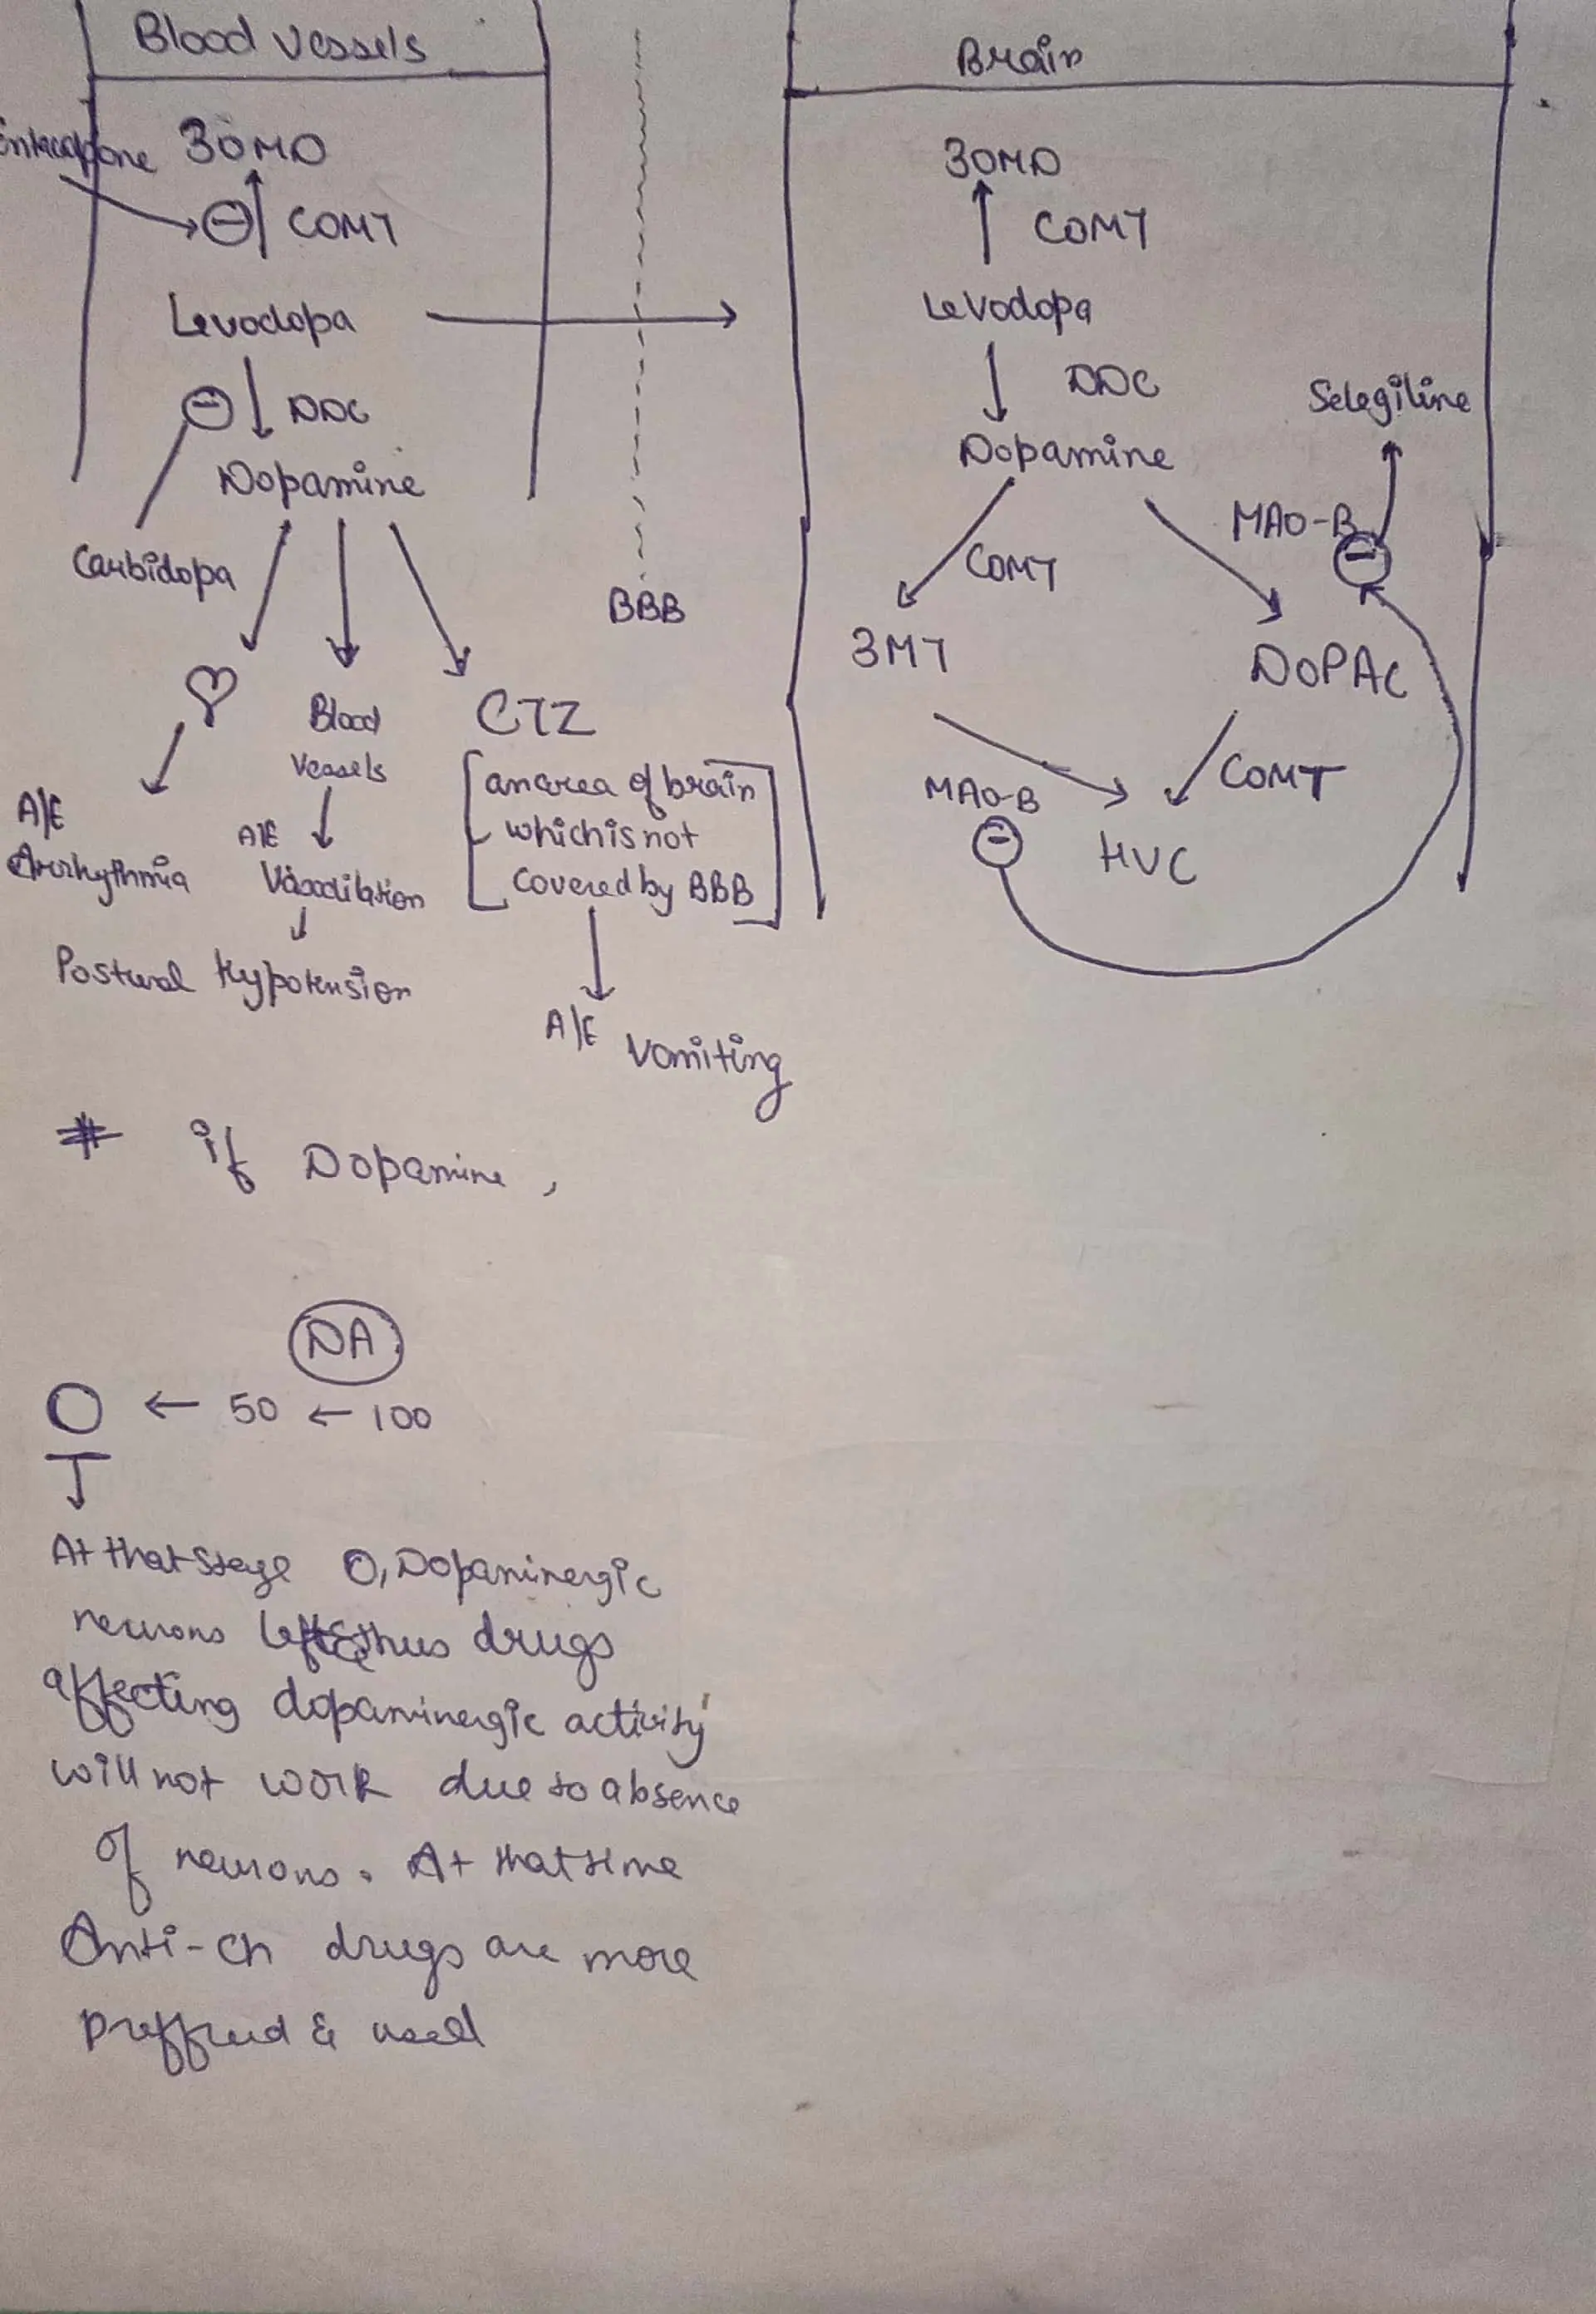 Blood vessels
Entacapone 3OMD
⊖ COMT
Levodopa
⊖ DDC
Dopamine
Carbidopa
Blood
vessels
CTZ
[an area of brain
which is not
covered by BBB]
A/E
Arrhythmia
A/E
Vasodilation
Postural Hypotension
A/E Vomiting
BBB
Brain
3OMD
COMT
Levodopa
DDC
Dopamine
Selegiline
MAO-B
⊖
COMT
3MT
DOPAC
MAO-B
⊖
COMT
HVC
# if Dopamine,
DA
O ← 50 ← 100
At that stage O, Dopaminergic
neurons left thus drugs
affecting dopaminergic activity
will not work due to absence
of neurons. At that time
Anti-ch drugs are more
preffred & used